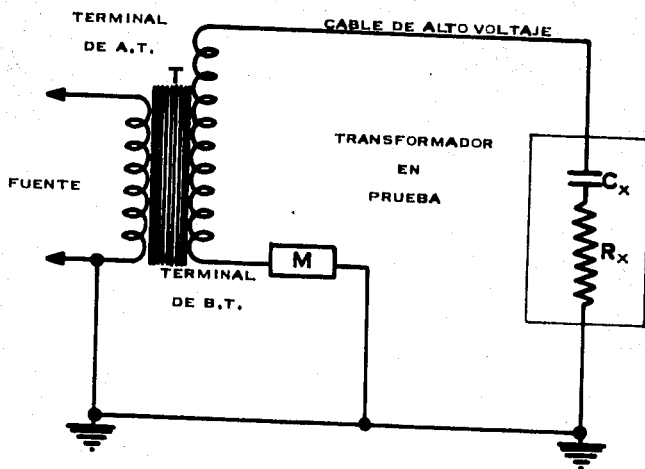 TERMINAL
DE A.T.
CABLE DE ALTO VOLTAJE
T
TRANSFORMADOR
EN
PRUEBA
FUENTE
Cx
Rx
M
TERMINAL
DE B.T.